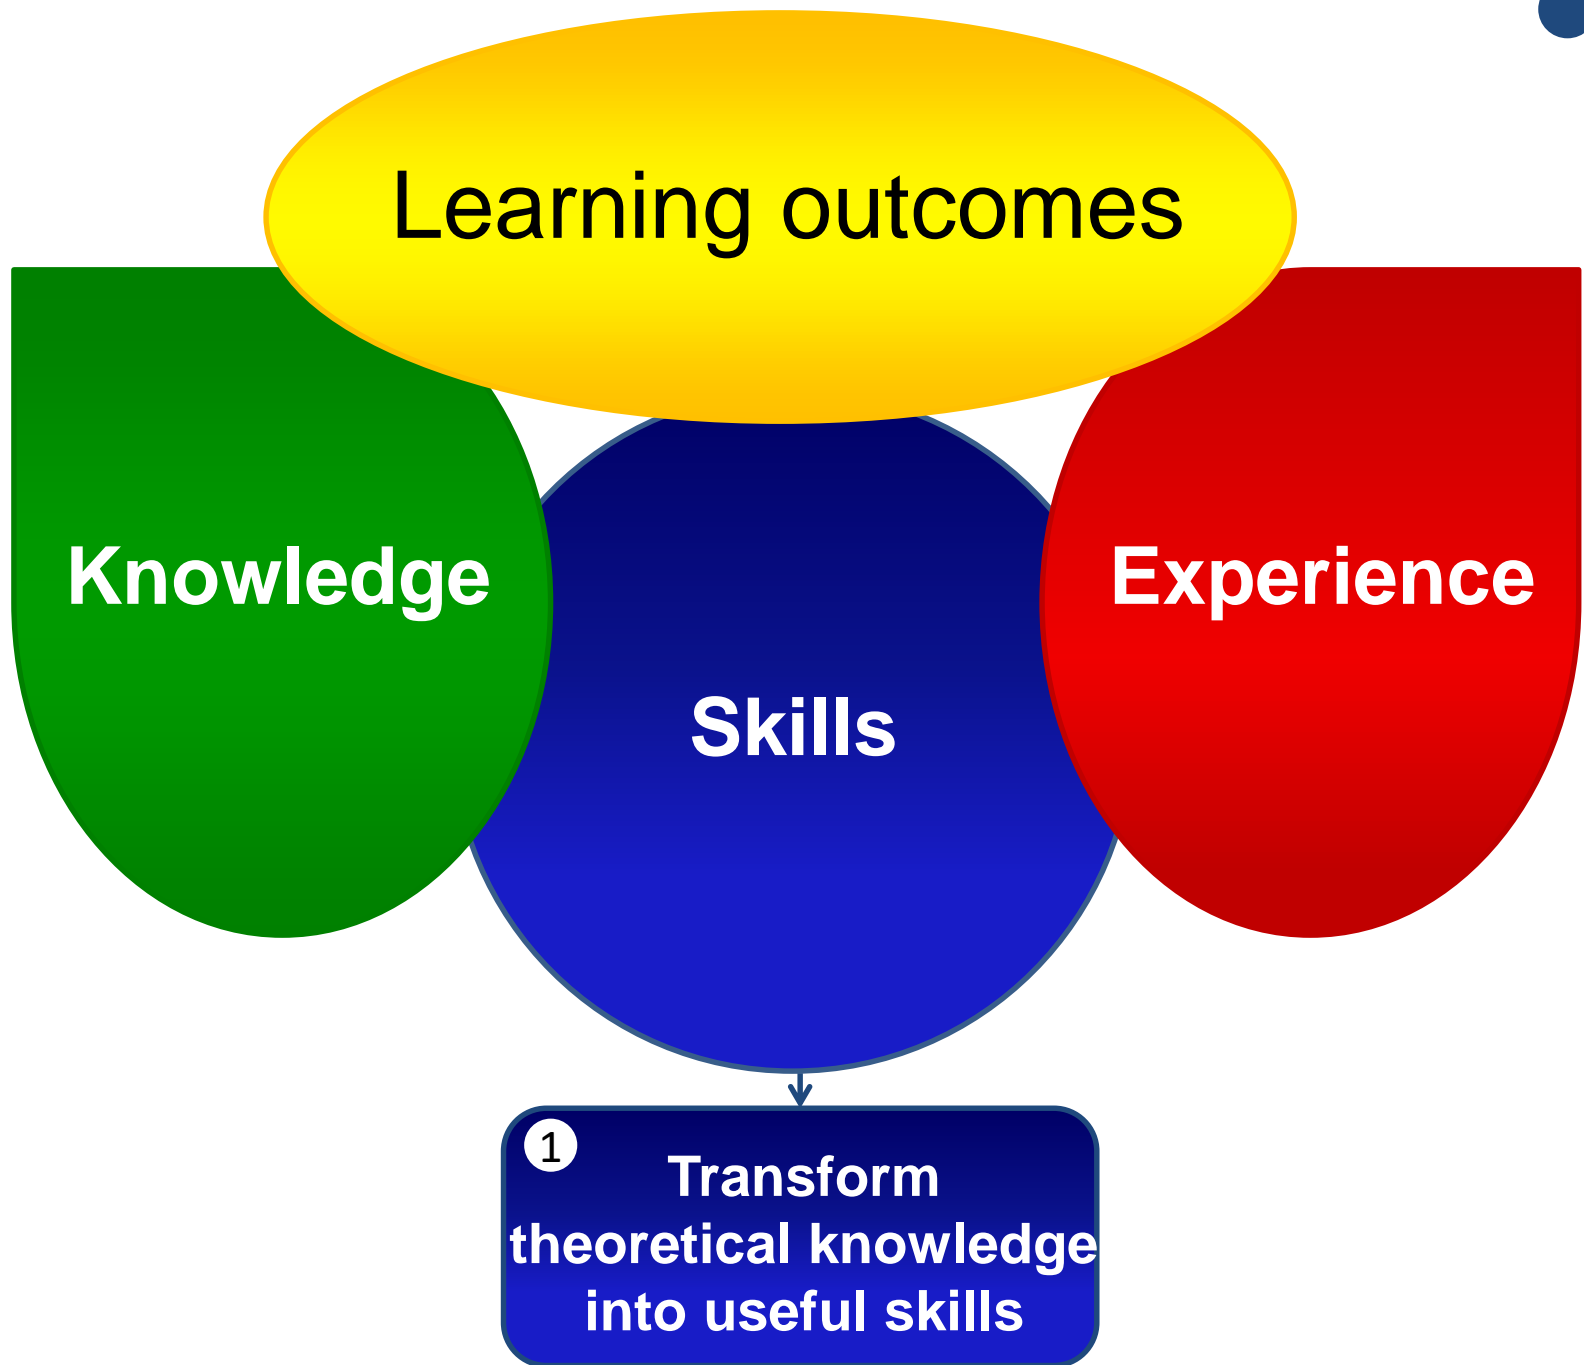 Learning outcomes
Knowledge
Experience
Skills
1
Transform
theoretical knowledge
into useful skills